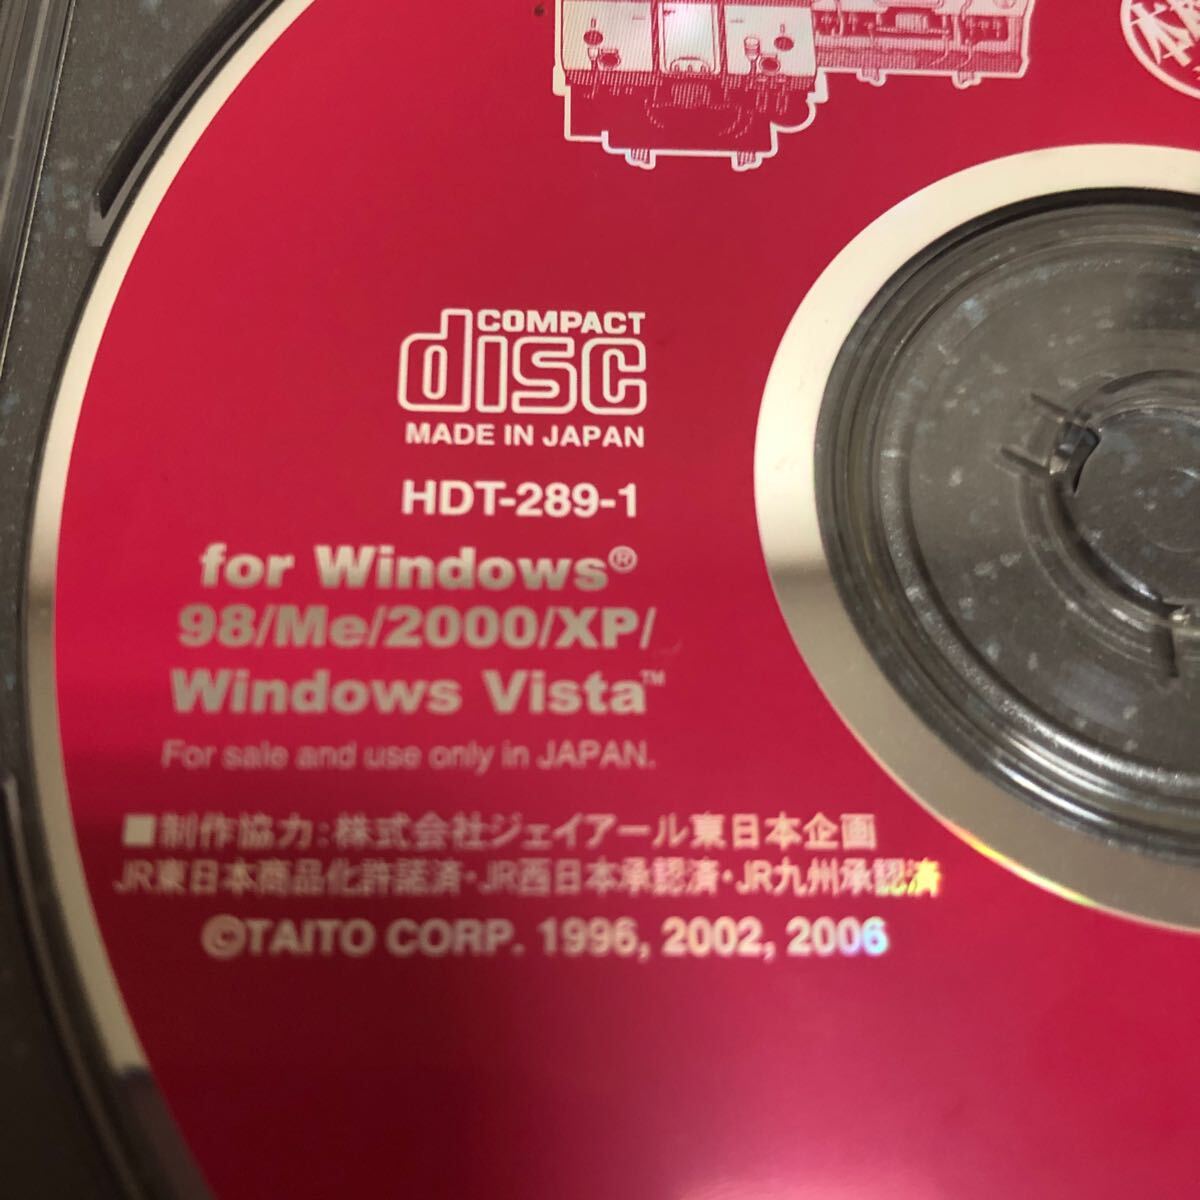 COMPACT
disc
MADE IN JAPAN
HDT-289-1
for Windows®
98/Me/2000/XP/
Windows Vista™
For sale and use only in JAPAN.
■制作協力:株式会社ジェイアール東日本企画
JR東日本商品化許諾済・JR西日本承認済・JR九州承認済
©TAITO CORP. 1996, 2002, 2006